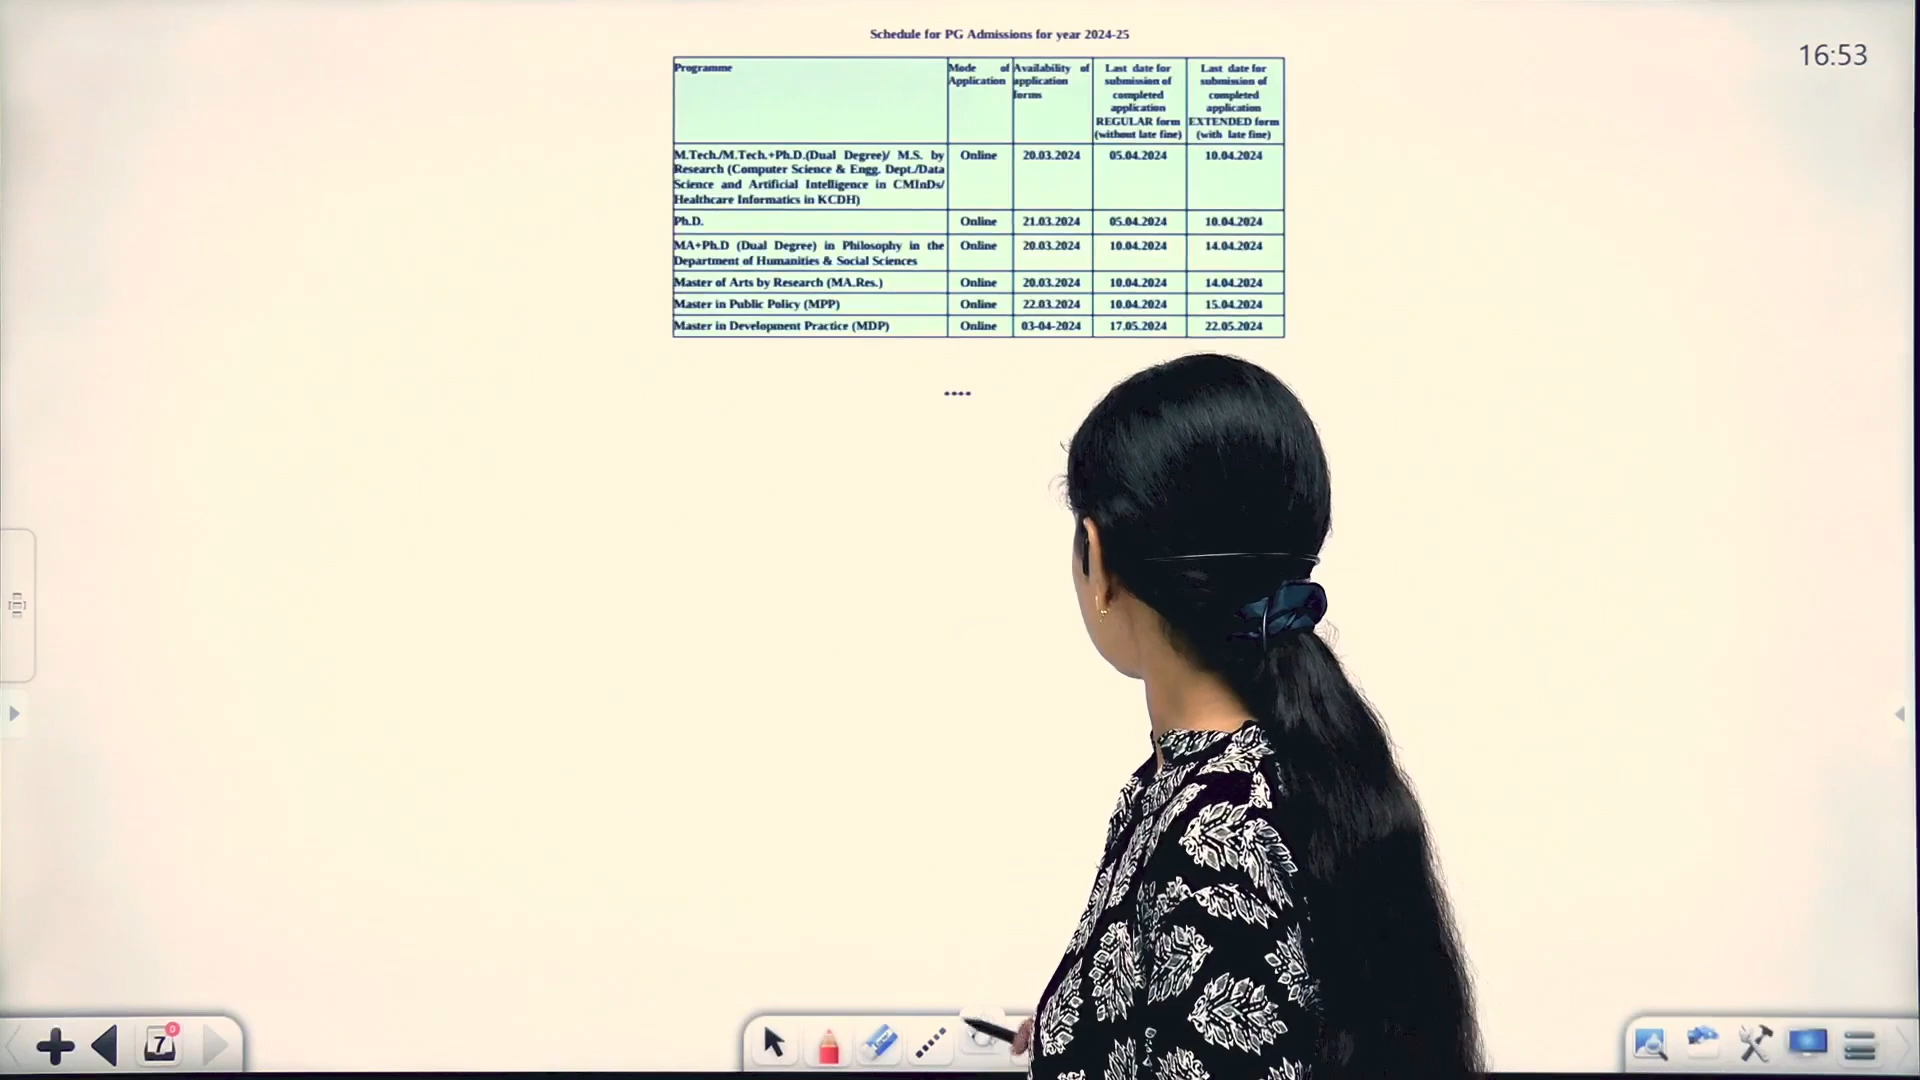 Schedule for PG Admissions for year 2024-25
16:53
Programme
Mode of
Application
Availability of
application
forms
Last date for
submission of
completed
application
REGULAR form
(without late fine)
Last date for
submission of
completed
application
EXTENDED form
(with late fine)
M.Tech./M.Tech.+Ph.D.(Dual Degree)/ M.S. by
Research (Computer Science & Engg. Dept./Data
Science and Artificial Intelligence in CMInDs/
Healthcare Informatics in KCDH)
Online
20.03.2024
05.04.2024
10.04.2024
Ph.D.
Online
21.03.2024
05.04.2024
10.04.2024
MA+Ph.D (Dual Degree) in Philosophy in the
Department of Humanities & Social Sciences
Online
20.03.2024
10.04.2024
14.04.2024
Master of Arts by Research (MA.Res.)
Online
20.03.2024
10.04.2024
14.04.2024
Master in Public Policy (MPP)
Online
22.03.2024
10.04.2024
15.04.2024
Master in Development Practice (MDP)
Online
03-04-2024
17.05.2024
22.05.2024
7
0